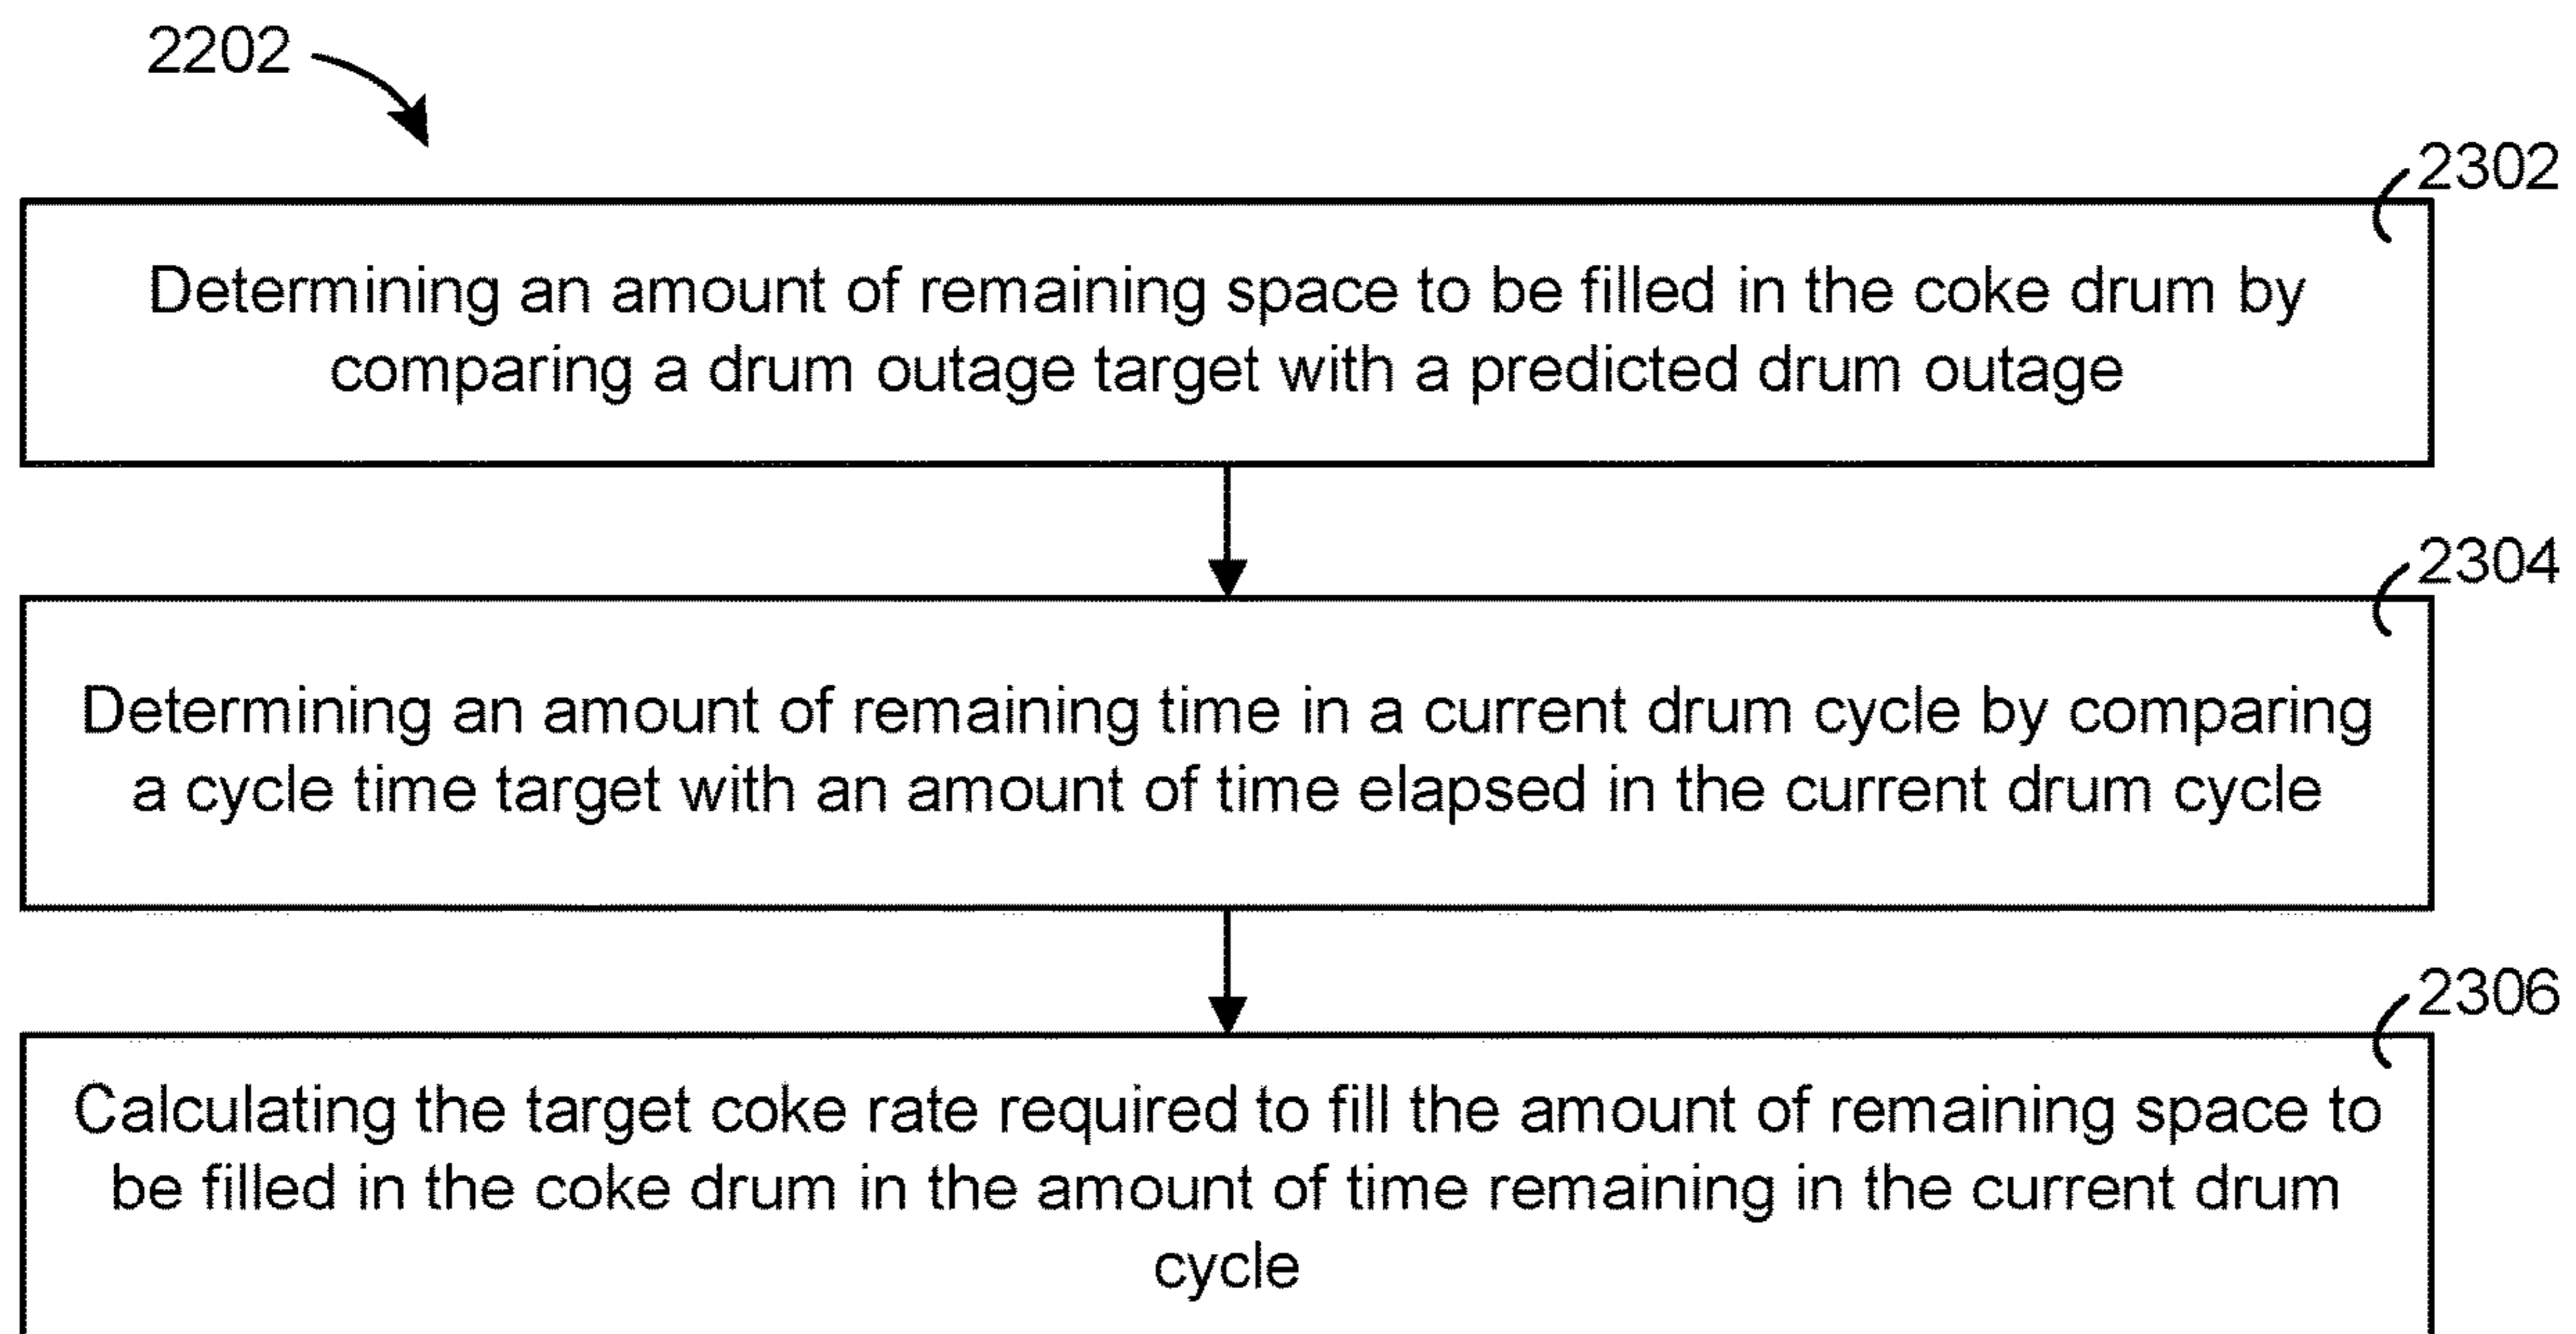 2202
2302
Determining an amount of remaining space to be filled in the coke drum by
comparing a drum outage target with a predicted drum outage
2304
Determining an amount of remaining time in a current drum cycle by comparing
a cycle time target with an amount of time elapsed in the current drum cycle
2306
Calculating the target coke rate required to fill the amount of remaining space to
be filled in the coke drum in the amount of time remaining in the current drum
cycle